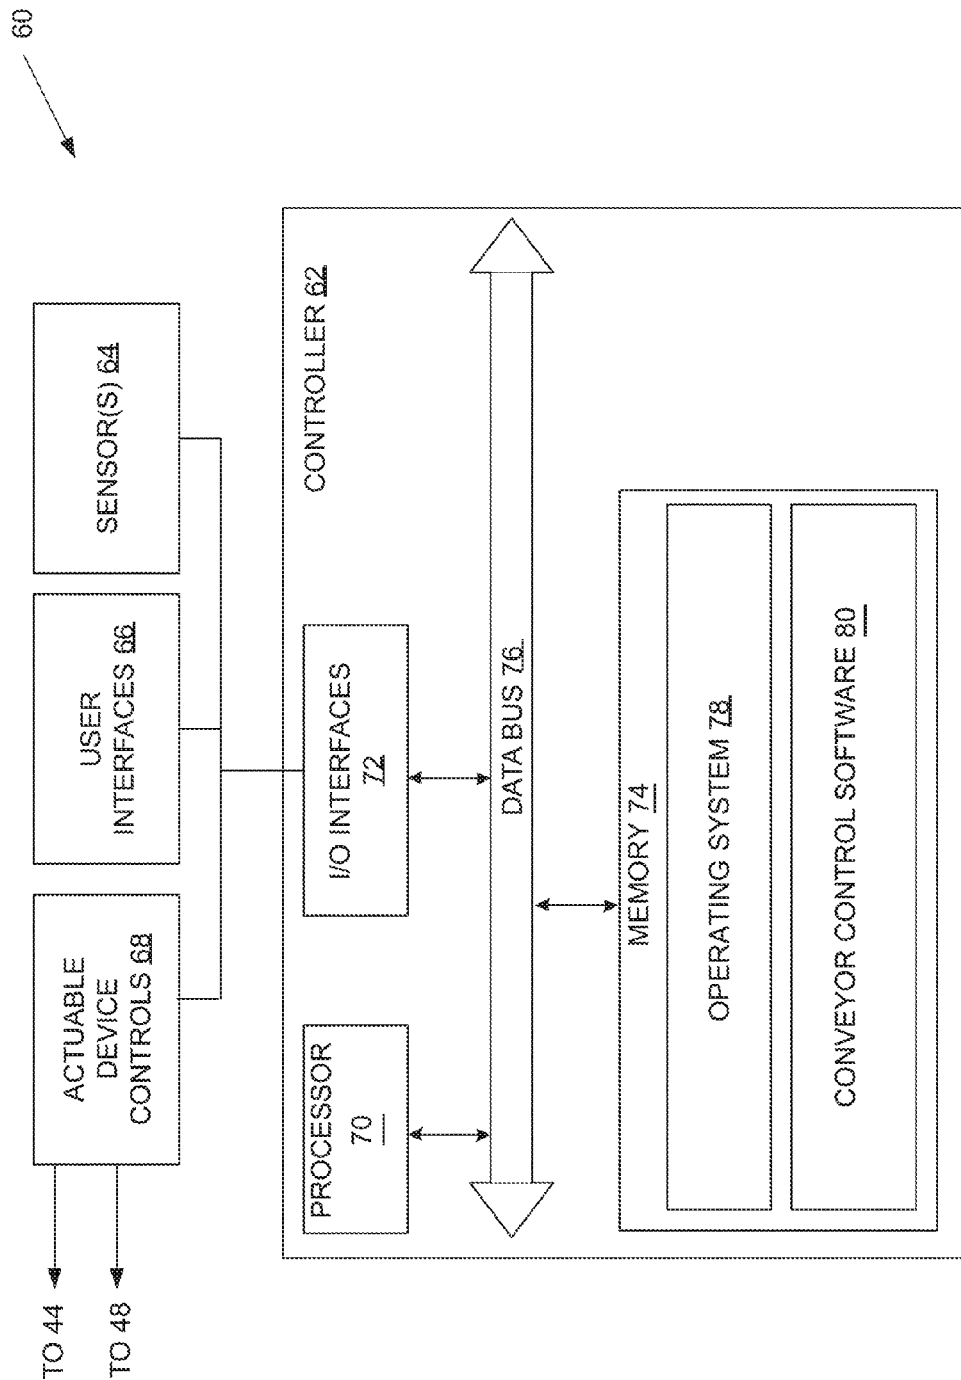 60
TO 44
TO 48
ACTUABLE
DEVICE
CONTROLS 68
USER
INTERFACES 66
SENSOR(S) 64
CONTROLLER 62
PROCESSOR
70
I/O INTERFACES
72
DATA BUS 76
MEMORY 74
OPERATING SYSTEM 78
CONVEYOR CONTROL SOFTWARE 80